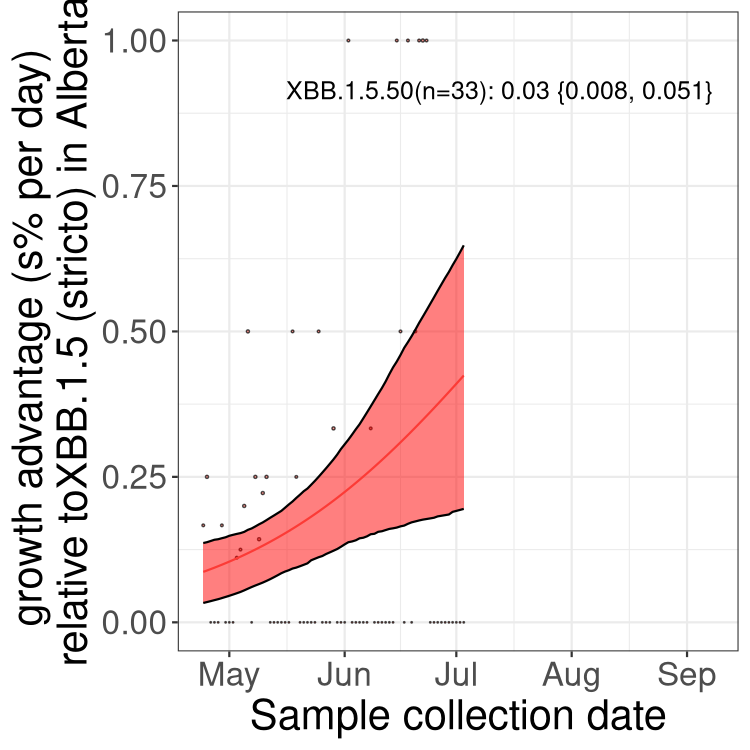 growth advantage (s% per day)
relative toXBB.1.5 (stricto) in Alberta
1.00
0.75
0.50
0.25
0.00
XBB.1.5.50(n=33): 0.03 {0.008, 0.051}
May Jun Jul Aug Sep
Sample collection date